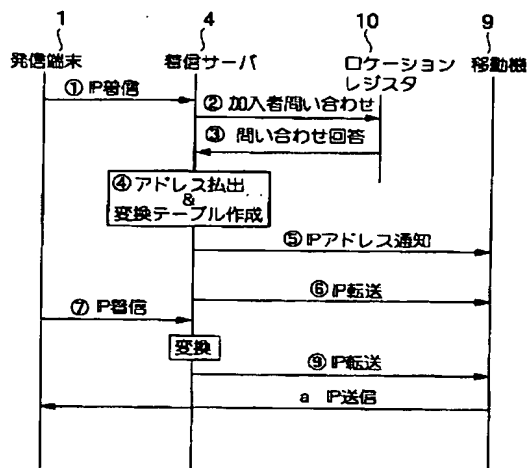 1
4
10
9
発信端末
着信サーバ
ロケーション
レジスタ
移動機
① IP着信
② 加入者問い合わせ
③ 問い合わせ回答
④アドレス払出
&
変換テーブル作成
⑤IPアドレス通知
⑥ IP転送
⑦ IP着信
変換
⑨ IP転送
a IP送信